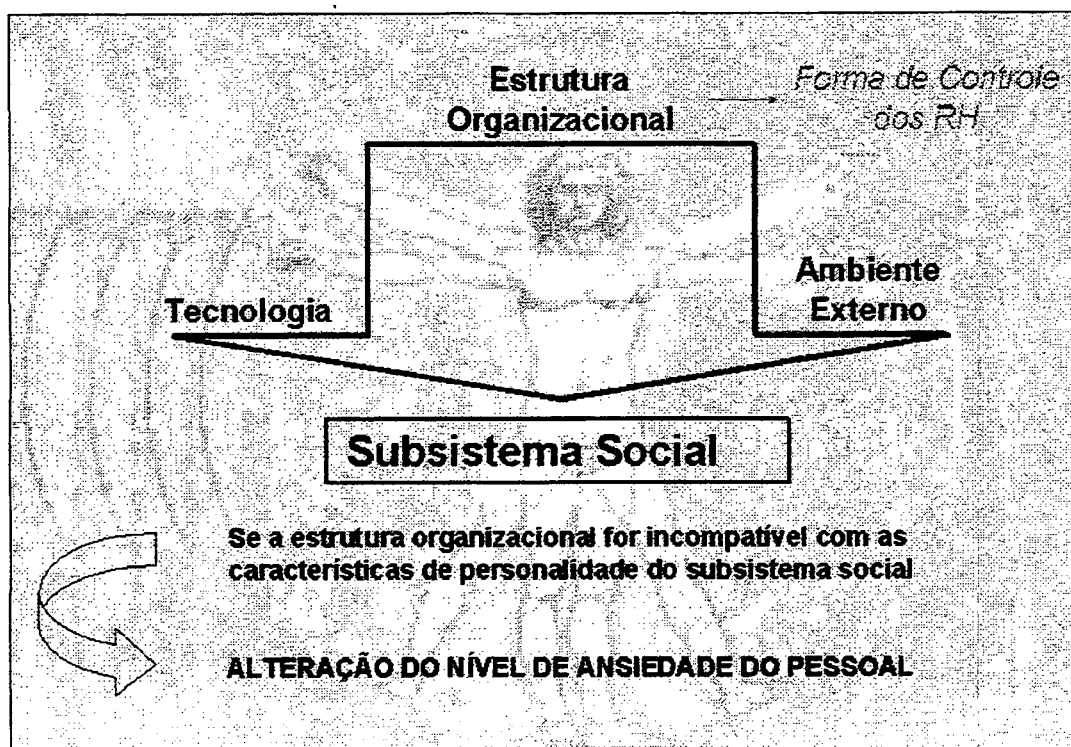 Estrutura
Organizacional
Forma de Controle
dos RH
Tecnologia
Ambiente
Externo
Subsistema Social
Se a estrutura organizacional for incompatível com as
características de personalidade do subsistema social
ALTERAÇÃO DO NÍVEL DE ANSIEDADE DO PESSOAL